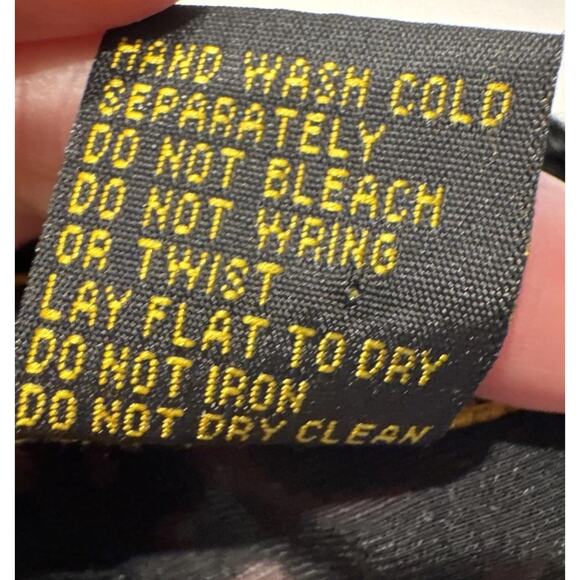 HAND WASH COLD
SEPARATELY
DO NOT BLEACH
DO NOT WRING
OR TWIST
LAY FLAT TO DRY
DO NOT IRON
DO NOT DRY CLEAN